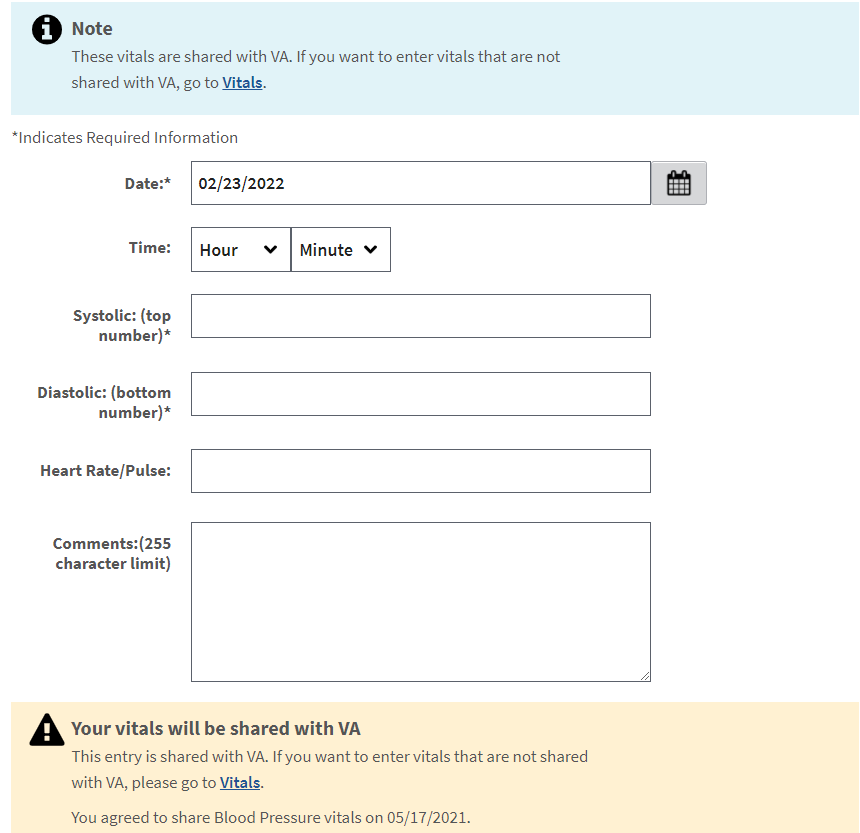 Note
These vitals are shared with VA. If you want to enter vitals that are not
shared with VA, go to Vitals.
*Indicates Required Information
Date:*
02/23/2022
Time:
Hour
Minute
Systolic: (top
number)*
Diastolic: (bottom
number)*
Heart Rate/Pulse:
Comments:(255
character limit)
Your vitals will be shared with VA
This entry is shared with VA. If you want to enter vitals that are not shared
with VA, please go to Vitals.
You agreed to share Blood Pressure vitals on 05/17/2021.